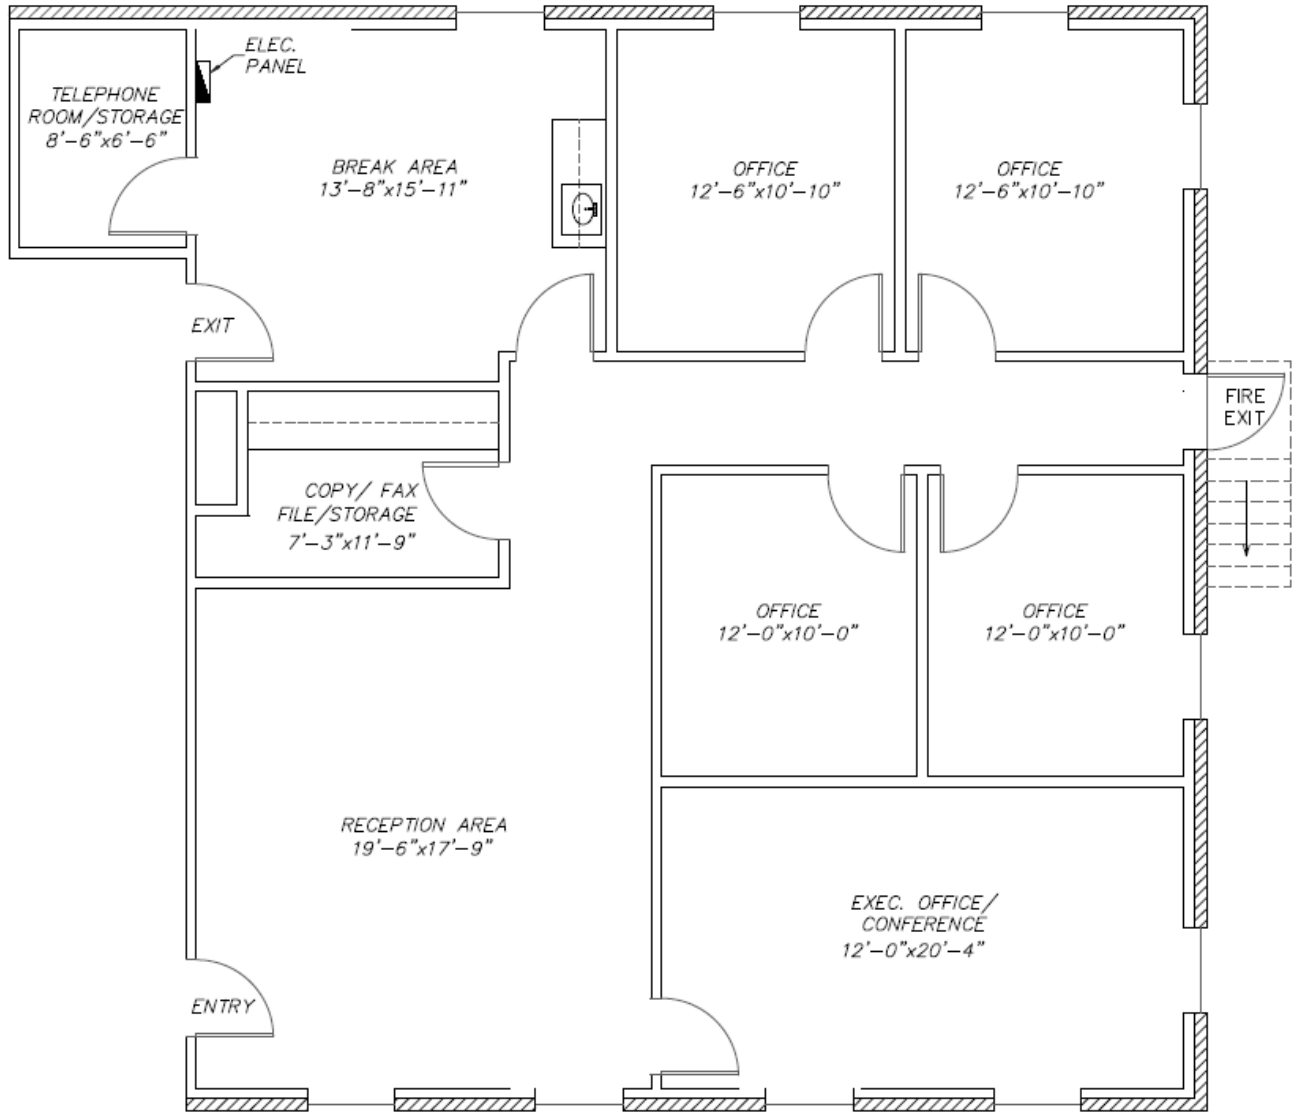 ELEC.
PANEL
TELEPHONE
ROOM/STORAGE
8'-6"x6'-6"
BREAK AREA
13'-8"x15'-11"
OFFICE
12'-6"x10'-10"
OFFICE
12'-6"x10'-10"
EXIT
FIRE
EXIT
COPY/ FAX
FILE/STORAGE
7'-3"x11'-9"
OFFICE
12'-0"x10'-0"
OFFICE
12'-0"x10'-0"
RECEPTION AREA
19'-6"x17'-9"
EXEC. OFFICE/
CONFERENCE
12'-0"x20'-4"
ENTRY